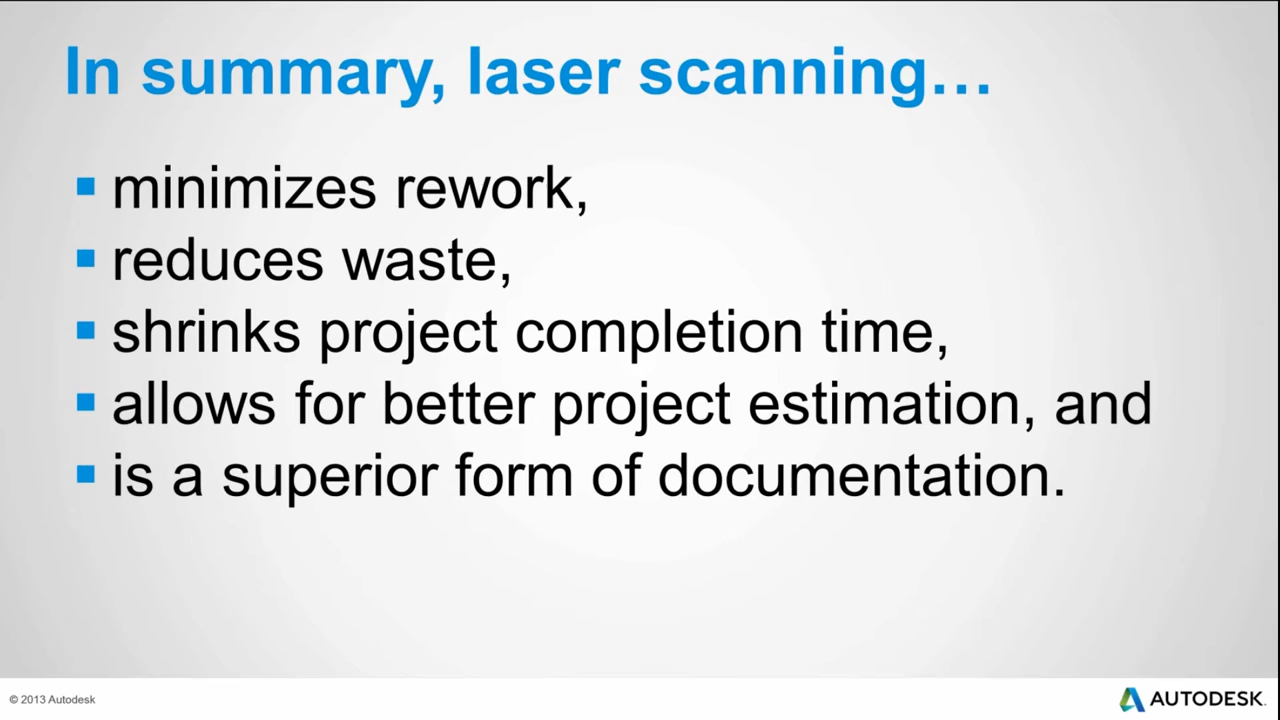 In summary, laser scanning…
▪ minimizes rework,
▪ reduces waste,
▪ shrinks project completion time,
▪ allows for better project estimation, and
▪ is a superior form of documentation.
© 2013 Autodesk
AUTODESK.